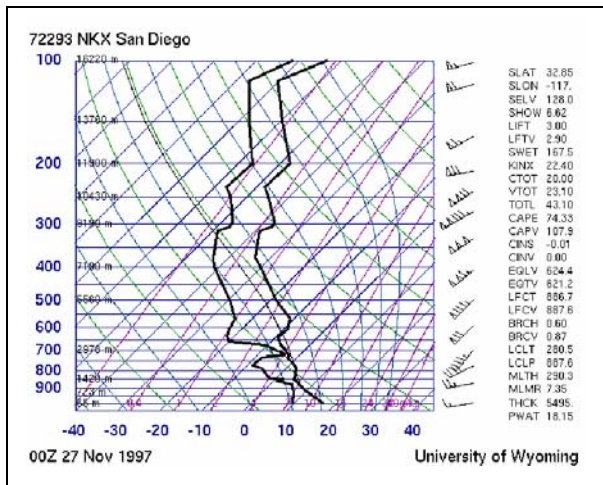 72293 NKX San Diego
100 16220 m
13760 m
200 11900 m
10430 m
300 9190 m
400 7180 m
500 5560 m
600
700 2976 m
800
900 1420 m
-40 -30 -20 -10 0 10 20 30 40
00Z 27 Nov 1997 University of Wyoming
SLAT 32.85
SLON -117.
SELV 128.0
SHOW 6.62
LIFT 3.00
LFTV 2.90
SWET 167.5
KINX 22.40
CTOT 20.00
VTOT 23.10
TOTL 43.10
CAPE 74.33
CAPV 107.9
CINS -0.01
CINV 0.00
EQLV 624.4
EQTV 621.2
LFCT 886.7
LFCV 887.6
BRCH 0.60
BRCV 0.87
LCLT 280.5
LCLP 887.6
MLTH 290.3
MLMR 7.35
THCK 5495.
PWAT 18.15